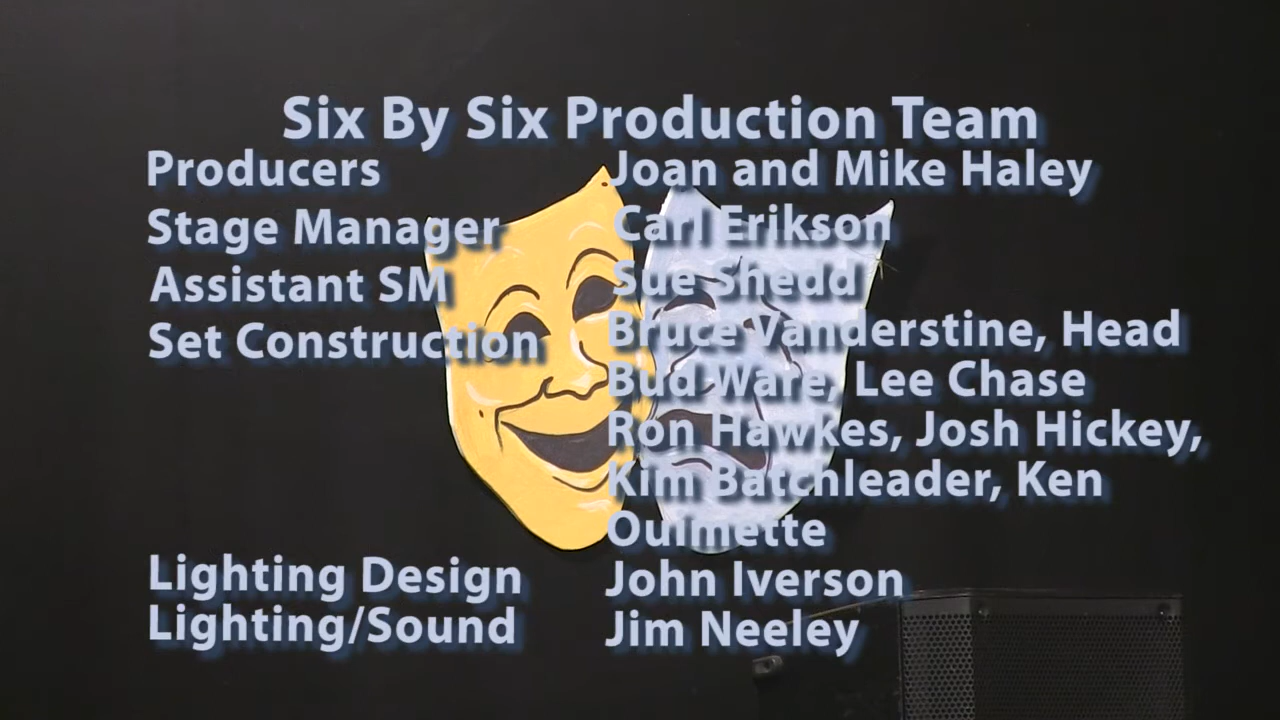 Six By Six Production Team
Producers Joan and Mike Haley
Stage Manager Carl Erikson
Assistant SM Sue Shedd
Set Construction Bruce Vanderstine, Head
Bud Ware, Lee Chase
Ron Hawkes, Josh Hickey,
Kim Batchleader, Ken
Ouimette
Lighting Design John Iverson
Lighting/Sound Jim Neeley